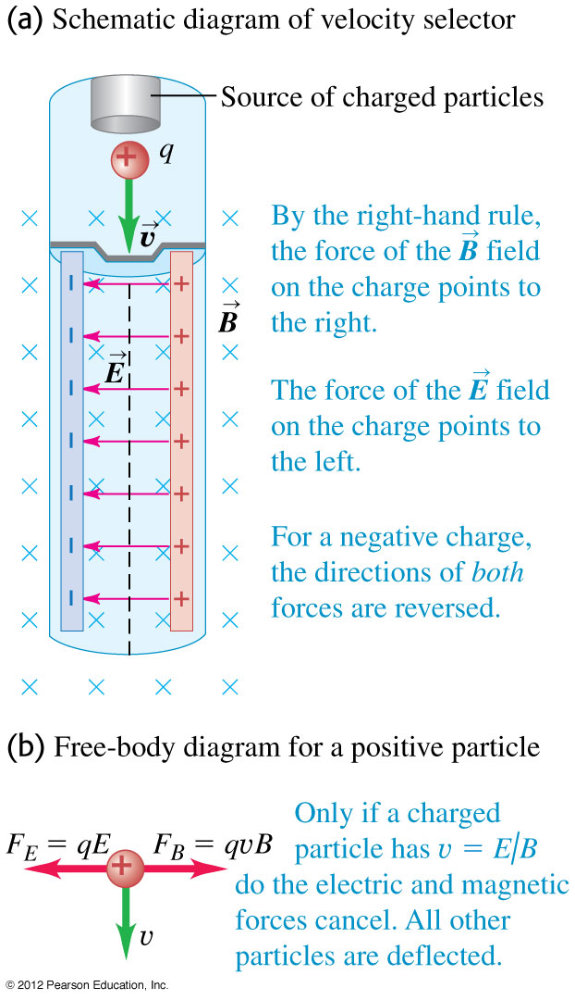 (a) Schematic diagram of velocity selector
Source of charged particles
+ q
v⃗
By the right-hand rule,
the force of the B⃗ field
on the charge points to
the right.
B⃗
E⃗
The force of the E⃗ field
on the charge points to
the left.
For a negative charge,
the directions of both
forces are reversed.
− +
− +
− +
− +
− +
− +
− +
(b) Free-body diagram for a positive particle
F_E = qE F_B = qvB
+
v
Only if a charged
particle has v = E/B
do the electric and magnetic
forces cancel. All other
particles are deflected.
© 2012 Pearson Education, Inc.